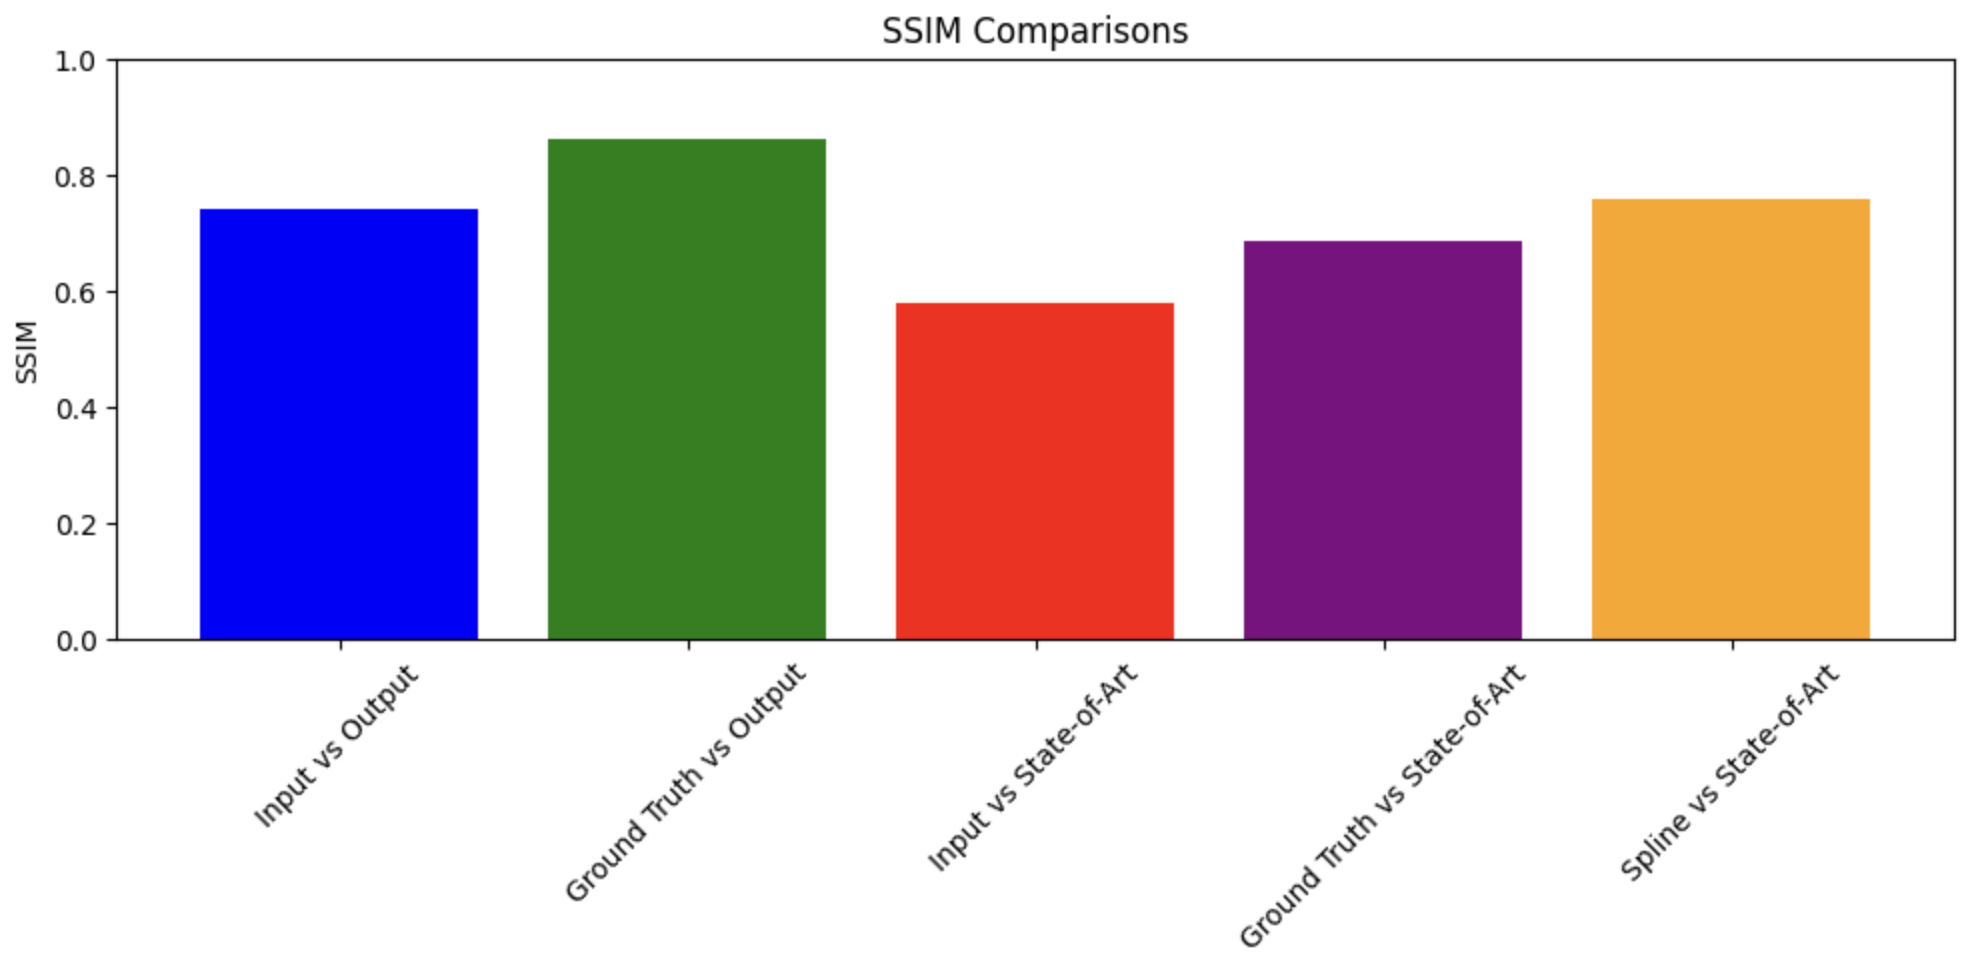 SSIM Comparisons
1.0
0.8
0.6
0.4
0.2
0.0
SSIM
Input vs Output
Ground Truth vs Output
Input vs State-of-Art
Ground Truth vs State-of-Art
Spline vs State-of-Art